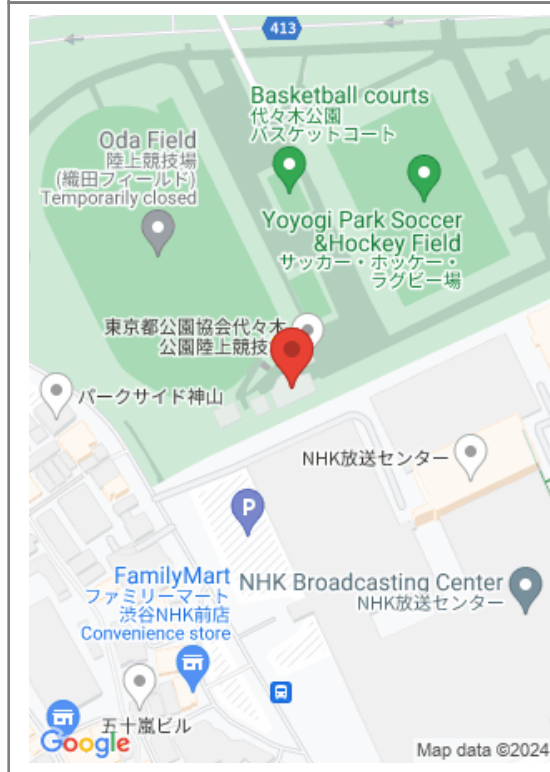 413
Basketball courts
代々木公園
バスケットコート
Oda Field
陸上競技場
(織田フィールド)
Temporarily closed
Yoyogi Park Soccer
&Hockey Field
サッカー・ホッケー・
ラグビー場
東京都公園協会代々木
公園陸上競技
パークサイド神山
NHK放送センター
P
FamilyMart
ファミリーマート
渋谷NHK前店
Convenience store
NHK Broadcasting Center
NHK放送センター
五十嵐ビル
Google
Map data ©2024